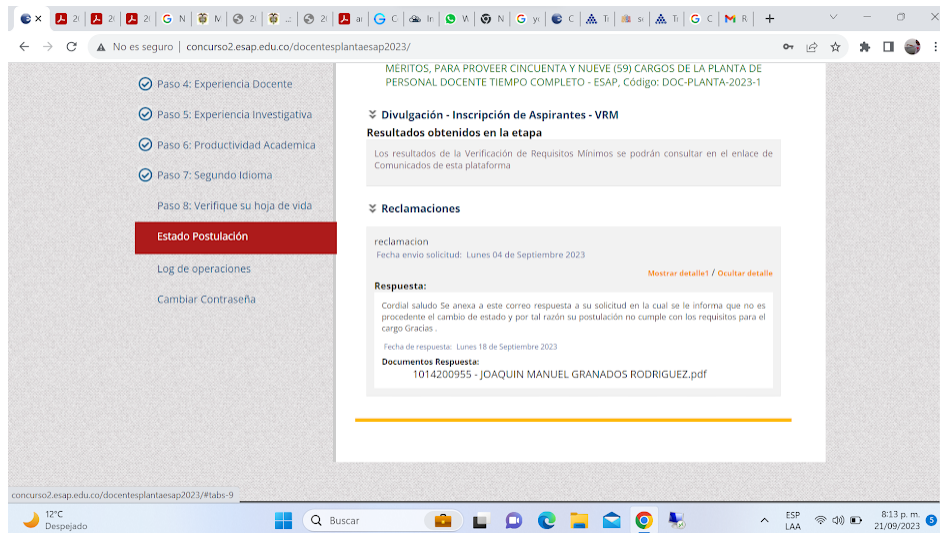 No es seguro | concurso2.esap.edu.co/docentesplantaesap2023/
Paso 4: Experiencia Docente
Paso 5: Experiencia Investigativa
Paso 6: Productividad Academica
Paso 7: Segundo Idioma
Paso 8: Verifique su hoja de vida
Estado Postulación
Log de operaciones
Cambiar Contraseña
MÉRITOS, PARA PROVEER CINCUENTA Y NUEVE (59) CARGOS DE LA PLANTA DE
PERSONAL DOCENTE TIEMPO COMPLETO - ESAP, Código: DOC-PLANTA-2023-1
Divulgación - Inscripción de Aspirantes - VRM
Resultados obtenidos en la etapa
Los resultados de la Verificación de Requisitos Mínimos se podrán consultar en el enlace de
Comunicados de esta plataforma
Reclamaciones
reclamacion
Fecha envio solicitud: Lunes 04 de Septiembre 2023
Mostrar detalle1 / Ocultar detalle
Respuesta:
Cordial saludo Se anexa a este correo respuesta a su solicitud en la cual se le informa que no es
procedente el cambio de estado y por tal razón su postulación no cumple con los requisitos para el
cargo Gracias .
Fecha de respuesta: Lunes 18 de Septiembre 2023
Documentos Respuesta:
1014200955 - JOAQUIN MANUEL GRANADOS RODRIGUEZ.pdf
concurso2.esap.edu.co/docentesplantaesap2023/#tabs-9
12°C
Despejado
Buscar
ESP
LAA
8:13 p. m.
21/09/2023
5